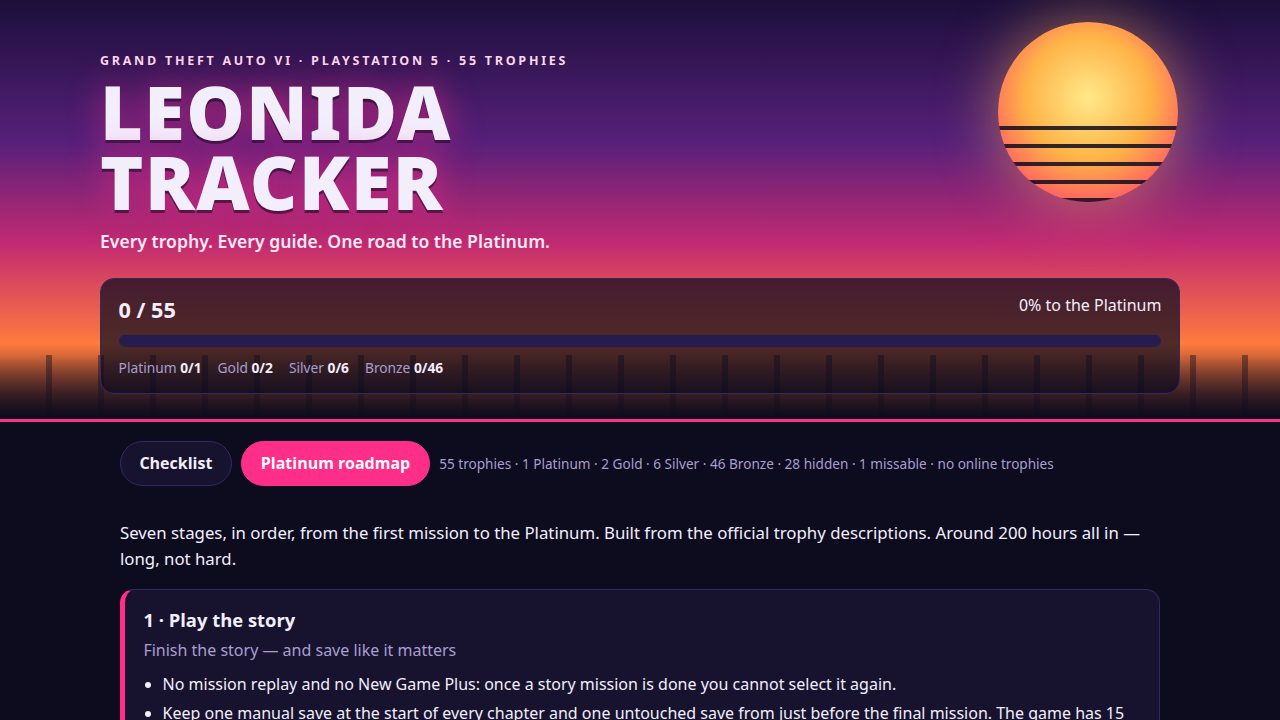 GRAND THEFT AUTO VI · PLAYSTATION 5 · 55 TROPHIES
LEONIDA
TRACKER
Every trophy. Every guide. One road to the Platinum.
0 / 55
0% to the Platinum
Platinum 0/1 Gold 0/2 Silver 0/6 Bronze 0/46
Checklist
Platinum roadmap
55 trophies · 1 Platinum · 2 Gold · 6 Silver · 46 Bronze · 28 hidden · 1 missable · no online trophies
Seven stages, in order, from the first mission to the Platinum. Built from the official trophy descriptions. Around 200 hours all in —
long, not hard.
1 · Play the story
Finish the story — and save like it matters
• No mission replay and no New Game Plus: once a story mission is done you cannot select it again.
• Keep one manual save at the start of every chapter and one untouched save from just before the final mission. The game has 15